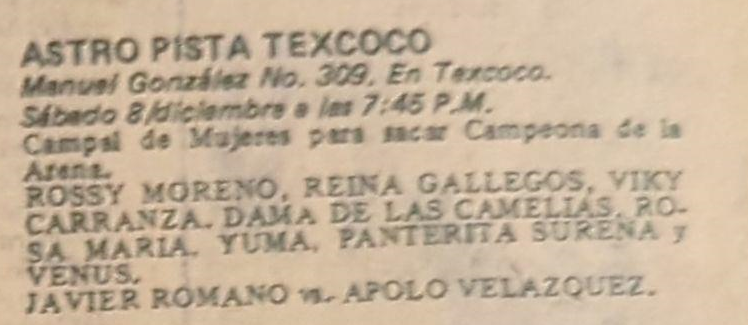 ASTRO PISTA TEXCOCO
Manuel González No. 309. En Texcoco.
Sábado 8/diciembre a las 7:45 P.M.
Campal de Mujeres para sacar Campeona de la
Arena.
ROSSY MORENO, REINA GALLEGOS, VIKY
CARRANZA, DAMA DE LAS CAMELIAS, RO-
SA MARIA, YUMA, PANTERITA SUREÑA y
VENUS.
JAVIER ROMANO vs. APOLO VELAZQUEZ.